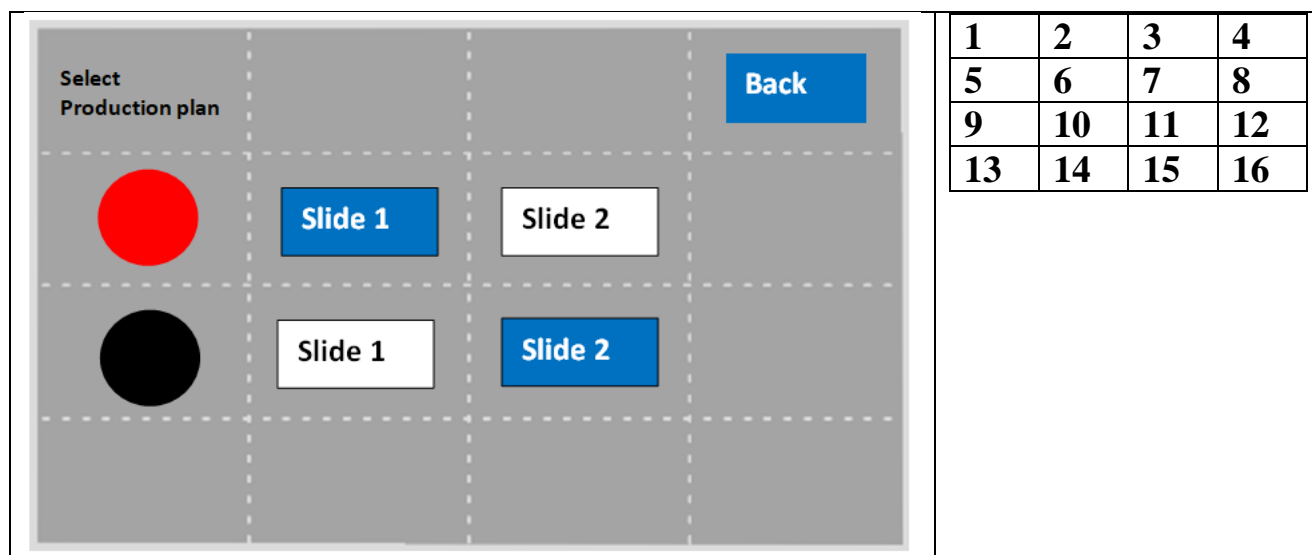 Select
Production plan
Back
Slide 1 Slide 2
Slide 1 Slide 2
1 2 3 4
5 6 7 8
9 10 11 12
13 14 15 16